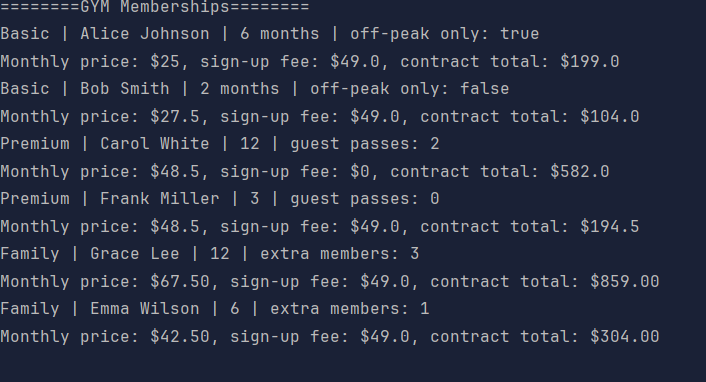 ========GYM Memberships========
Basic | Alice Johnson | 6 months | off-peak only: true
Monthly price: $25, sign-up fee: $49.0, contract total: $199.0
Basic | Bob Smith | 2 months | off-peak only: false
Monthly price: $27.5, sign-up fee: $49.0, contract total: $104.0
Premium | Carol White | 12 | guest passes: 2
Monthly price: $48.5, sign-up fee: $0, contract total: $582.0
Premium | Frank Miller | 3 | guest passes: 0
Monthly price: $48.5, sign-up fee: $49.0, contract total: $194.5
Family | Grace Lee | 12 | extra members: 3
Monthly price: $67.50, sign-up fee: $49.0, contract total: $859.00
Family | Emma Wilson | 6 | extra members: 1
Monthly price: $42.50, sign-up fee: $49.0, contract total: $304.00